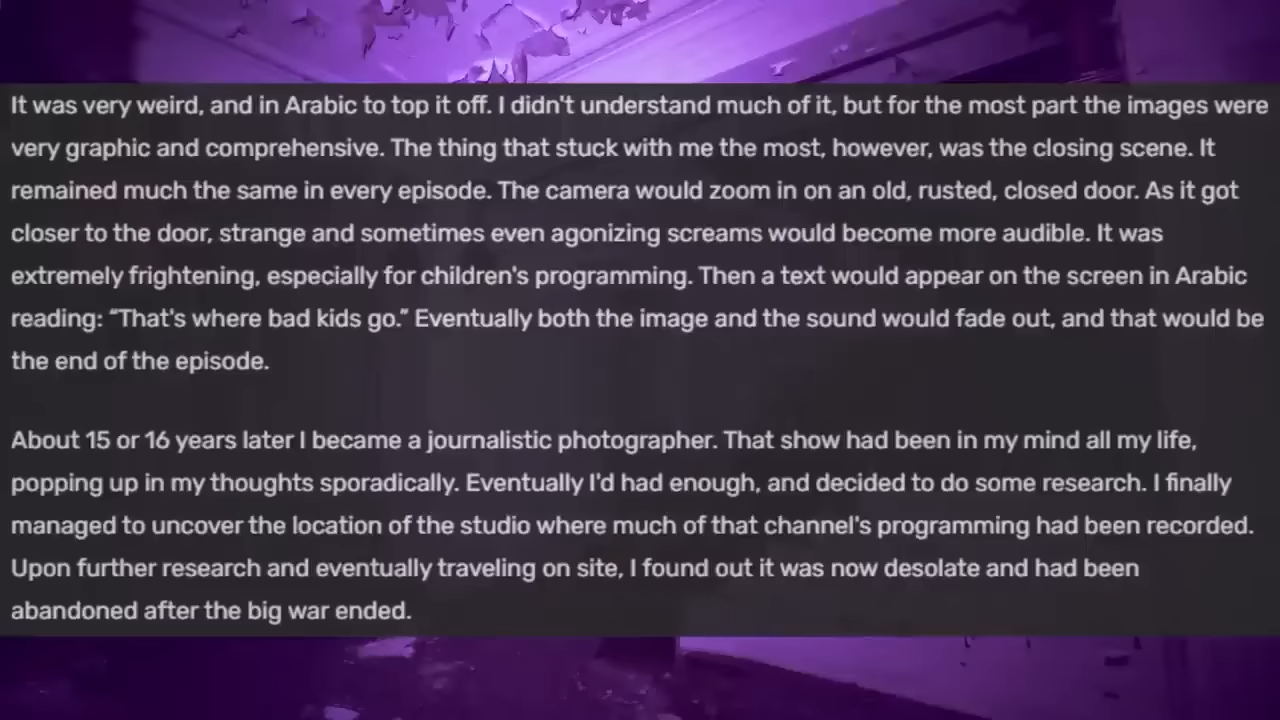 It was very weird, and in Arabic to top it off. I didn't understand much of it, but for the most part the images were
very graphic and comprehensive. The thing that stuck with me the most, however, was the closing scene. It
remained much the same in every episode. The camera would zoom in on an old, rusted, closed door. As it got
closer to the door, strange and sometimes even agonizing screams would become more audible. It was
extremely frightening, especially for children's programming. Then a text would appear on the screen in Arabic
reading: “That's where bad kids go.” Eventually both the image and the sound would fade out, and that would be
the end of the episode.
About 15 or 16 years later I became a journalistic photographer. That show had been in my mind all my life,
popping up in my thoughts sporadically. Eventually I'd had enough, and decided to do some research. I finally
managed to uncover the location of the studio where much of that channel's programming had been recorded.
Upon further research and eventually traveling on site, I found out it was now desolate and had been
abandoned after the big war ended.